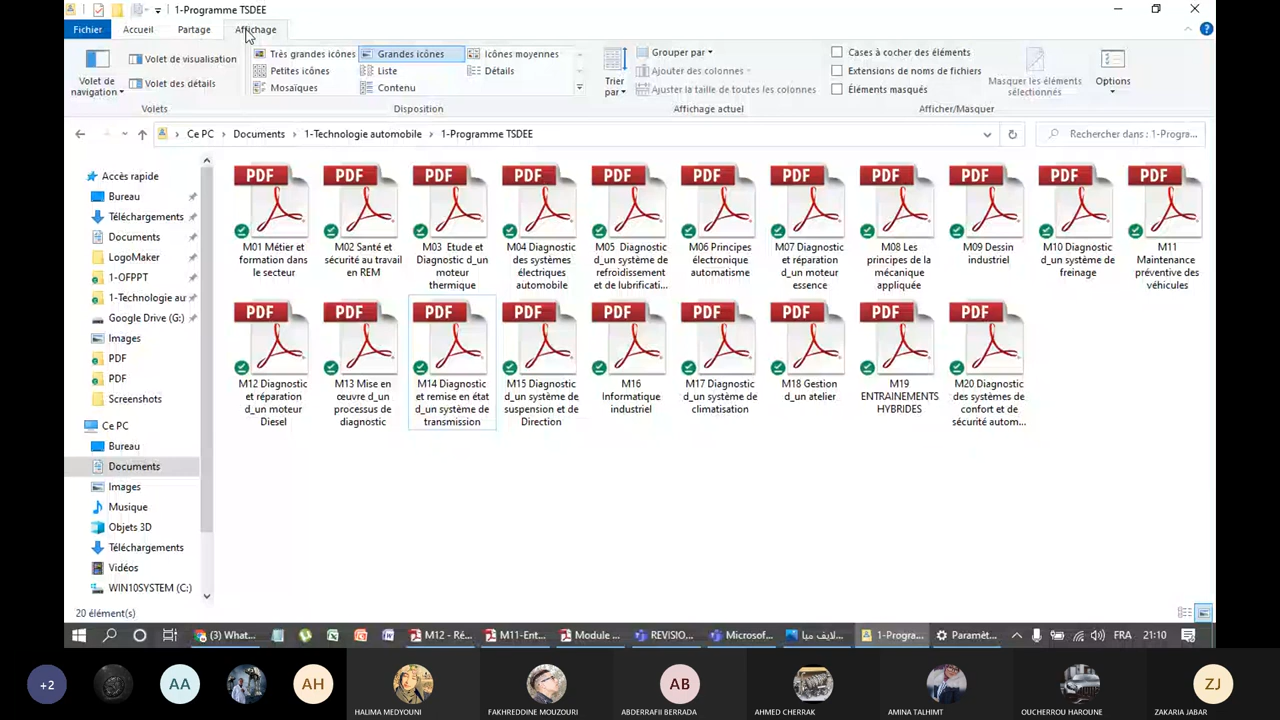 1-Programme TSDEE
Fichier Accueil Partage Affichage
Volet de navigation
Volet de visualisation
Volet des détails
Volets
Très grandes icônes Grandes icônes Icônes moyennes
Petites icônes Liste Détails
Mosaïques Contenu
Disposition
Trier par
Grouper par
Ajouter des colonnes
Ajuster la taille de toutes les colonnes
Affichage actuel
Cases à cocher des éléments
Extensions de noms de fichiers
Éléments masqués
Masquer les éléments sélectionnés
Afficher/Masquer
Options
Ce PC Documents 1-Technologie automobile 1-Programme TSDEE
Rechercher dans : 1-Progra...
Accès rapide
Bureau
Téléchargements
Documents
LogoMaker
1-OFPPT
1-Technologie au
Google Drive (G:)
Images
PDF
PDF
Screenshots
Ce PC
Bureau
Documents
Images
Musique
Objets 3D
Téléchargements
Vidéos
WIN10SYSTEM (C:)
PDF PDF PDF PDF PDF PDF PDF PDF PDF PDF PDF
M01 Métier et
formation dans
le secteur
M02 Santé et
sécurité au travail
en REM
M03 Etude et
Diagnostic d_un
moteur
thermique
M04 Diagnostic
des systèmes
électriques
automobile
M05 Diagnostic
d_un système de
refroidissement
et de lubrificati...
M06 Principes
électronique
automatisme
M07 Diagnostic
et réparation
d_un moteur
essence
M08 Les
principes de la
mécanique
appliquée
M09 Dessin
industriel
M10 Diagnostic
d_un système de
freinage
M11
Maintenance
préventive des
véhicules
PDF PDF PDF PDF PDF PDF PDF PDF PDF
M12 Diagnostic
et réparation
d_un moteur
Diesel
M13 Mise en
œuvre d_un
processus de
diagnostic
M14 Diagnostic
et remise en état
d_un système de
transmission
M15 Diagnostic
d_un système de
suspension et de
Direction
M16
Informatique
industriel
M17 Diagnostic
d_un système de
climatisation
M18 Gestion
d_un atelier
M19
ENTRAINEMENTS
HYBRIDES
M20 Diagnostic
des systèmes de
confort et de
sécurité autom...
20 élément(s)
(3) What... M12 - Ré... M11-Ent... Module ... REVISIO... Microsof... لايف ميا... 1-Progra... Paramèt... FRA 21:10
+2 AA AH AB ZJ
HALIMA MEDYOUNI FAKHREDDINE MOUZOURI ABDERRAFII BERRADA AHMED CHERRAK AMINA TALHIMT OUCHERROU HAROUNE ZAKARIA JABAR